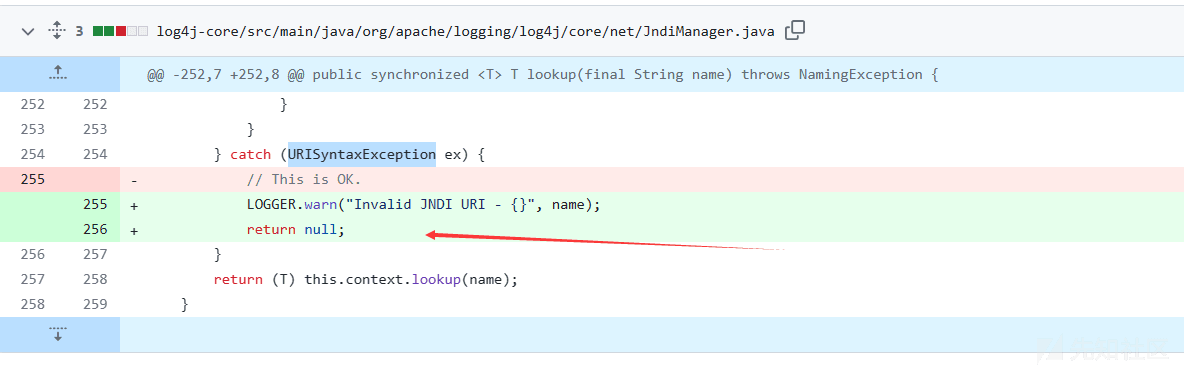 3 log4j-core/src/main/java/org/apache/logging/log4j/core/net/JndiManager.java
@@ -252,7 +252,8 @@ public synchronized <T> T lookup(final String name) throws NamingException {
252 252 }
253 253 }
254 254 } catch (URISyntaxException ex) {
255 - // This is OK.
255 + LOGGER.warn("Invalid JNDI URI - {}", name);
256 + return null;
256 257 }
257 258 return (T) this.context.lookup(name);
258 259 }